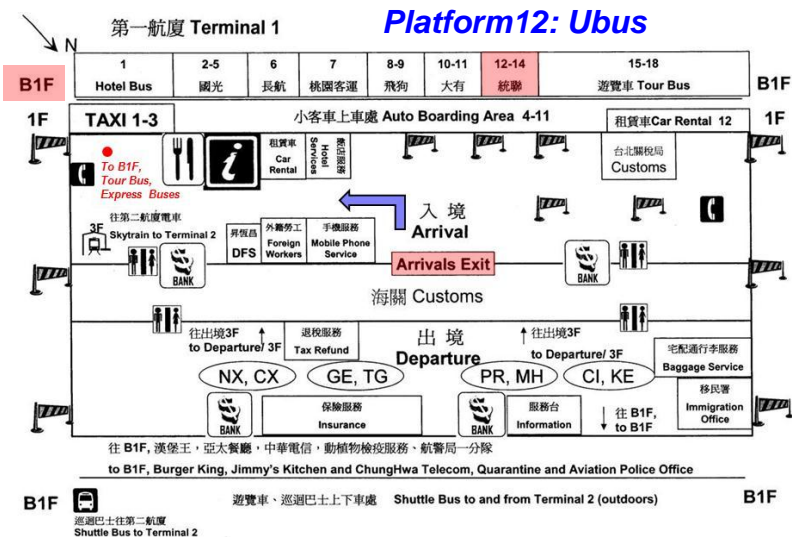 第一航廈 Terminal 1
Platform12: Ubus
N
B1F
1
2-5
6
7
8-9
10-11
12-14
15-18
B1F
Hotel Bus
國光
長航
桃園客運
飛狗
大有
統聯
遊覽車 Tour Bus
1F
TAXI 1-3
小客車上車處 Auto Boarding Area 4-11
租賃車Car Rental 12
1F
To B1F,
Tour Bus,
Express Buses
租賃車
Car
Rental
飯店服務
Hotel
Services
台北關稅局
Customs
入 境
Arrival
往第二航廈電車
3F
Skytrain to Terminal 2
昇恆昌
DFS
外籍勞工
Foreign
Workers
手機服務
Mobile Phone
Service
Arrivals Exit
$
BANK
$
BANK
海關 Customs
往出境3F
to Departure/ 3F
退稅服務
Tax Refund
出 境
Departure
往出境3F
to Departure/ 3F
宅配通行李服務
Baggage Service
NX, CX
GE, TG
PR, MH
CI, KE
移民署
Immigration
Office
$
BANK
保險服務
Insurance
$
BANK
服務台
Information
往 B1F,
to B1F
往 B1F, 漢堡王，亞太餐廳，中華電信，動植物檢疫服務、航警局一分隊
to B1F, Burger King, Jimmy's Kitchen and ChungHwa Telecom, Quarantine and Aviation Police Office
B1F
遊覽車、巡迴巴士上下車處 Shuttle Bus to and from Terminal 2 (outdoors)
B1F
巡迴巴士往第二航廈
Shuttle Bus to Terminal 2